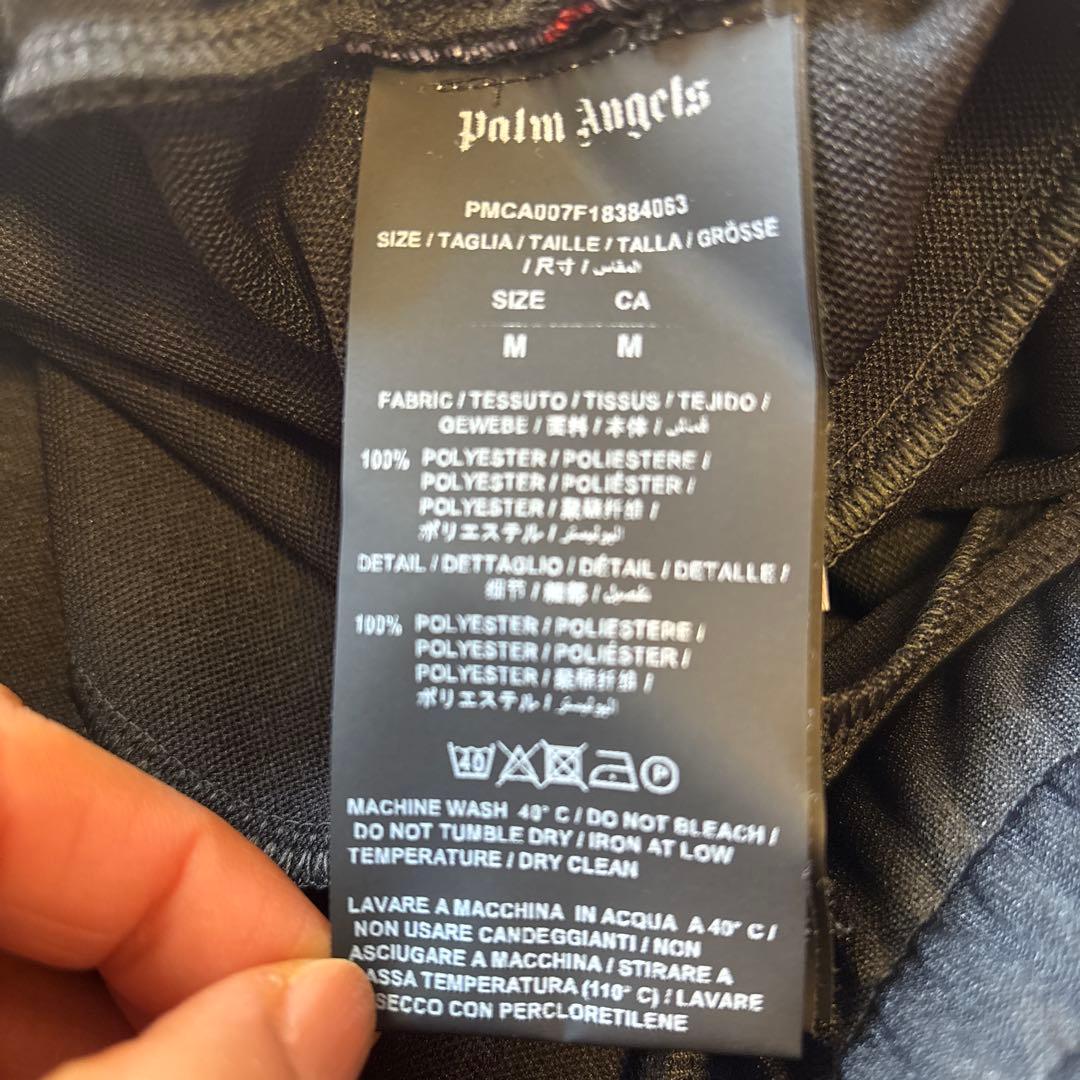 Palm Angels
PMCA007F18384063
SIZE / TAGLIA / TAILLE / TALLA / GRÖSSE
/ 尺寸 / المقاس
SIZE CA
M M
FABRIC / TESSUTO / TISSUS / TEJIDO /
GEWEBE / 面料 / 本体 / قماش
100% POLYESTER / POLIESTERE /
POLYESTER / POLIÉSTER /
POLYESTER / 聚酯纤维 /
ポリエステル /
DETAIL / DETTAGLIO / DÉTAIL / DETALLE /
细节 / 細部 / تفصيل
100% POLYESTER / POLIESTERE /
POLYESTER / POLIÉSTER /
POLYESTER / 聚酯纤维 /
ポリエステル /
40 P
MACHINE WASH 40° C / DO NOT BLEACH /
DO NOT TUMBLE DRY / IRON AT LOW
TEMPERATURE / DRY CLEAN
LAVARE A MACCHINA IN ACQUA A 40° C /
NON USARE CANDEGGIANTI / NON
ASCIUGARE A MACCHINA / STIRARE A
ASSA TEMPERATURA (110° C) / LAVARE
SECCO CON PERCLORETILENE